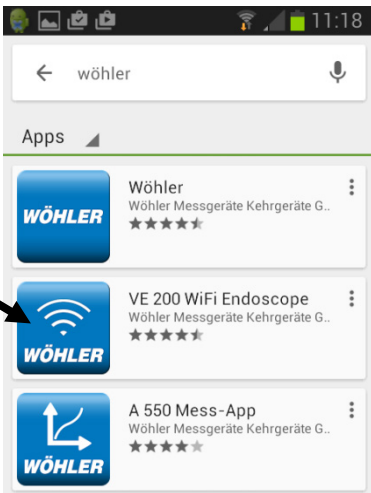 11:18
wöhler
Apps
WÖHLER
Wöhler
Wöhler Messgeräte Kehrgeräte G..
WÖHLER
VE 200 WiFi Endoscope
Wöhler Messgeräte Kehrgeräte G..
WÖHLER
A 550 Mess-App
Wöhler Messgeräte Kehrgeräte G..